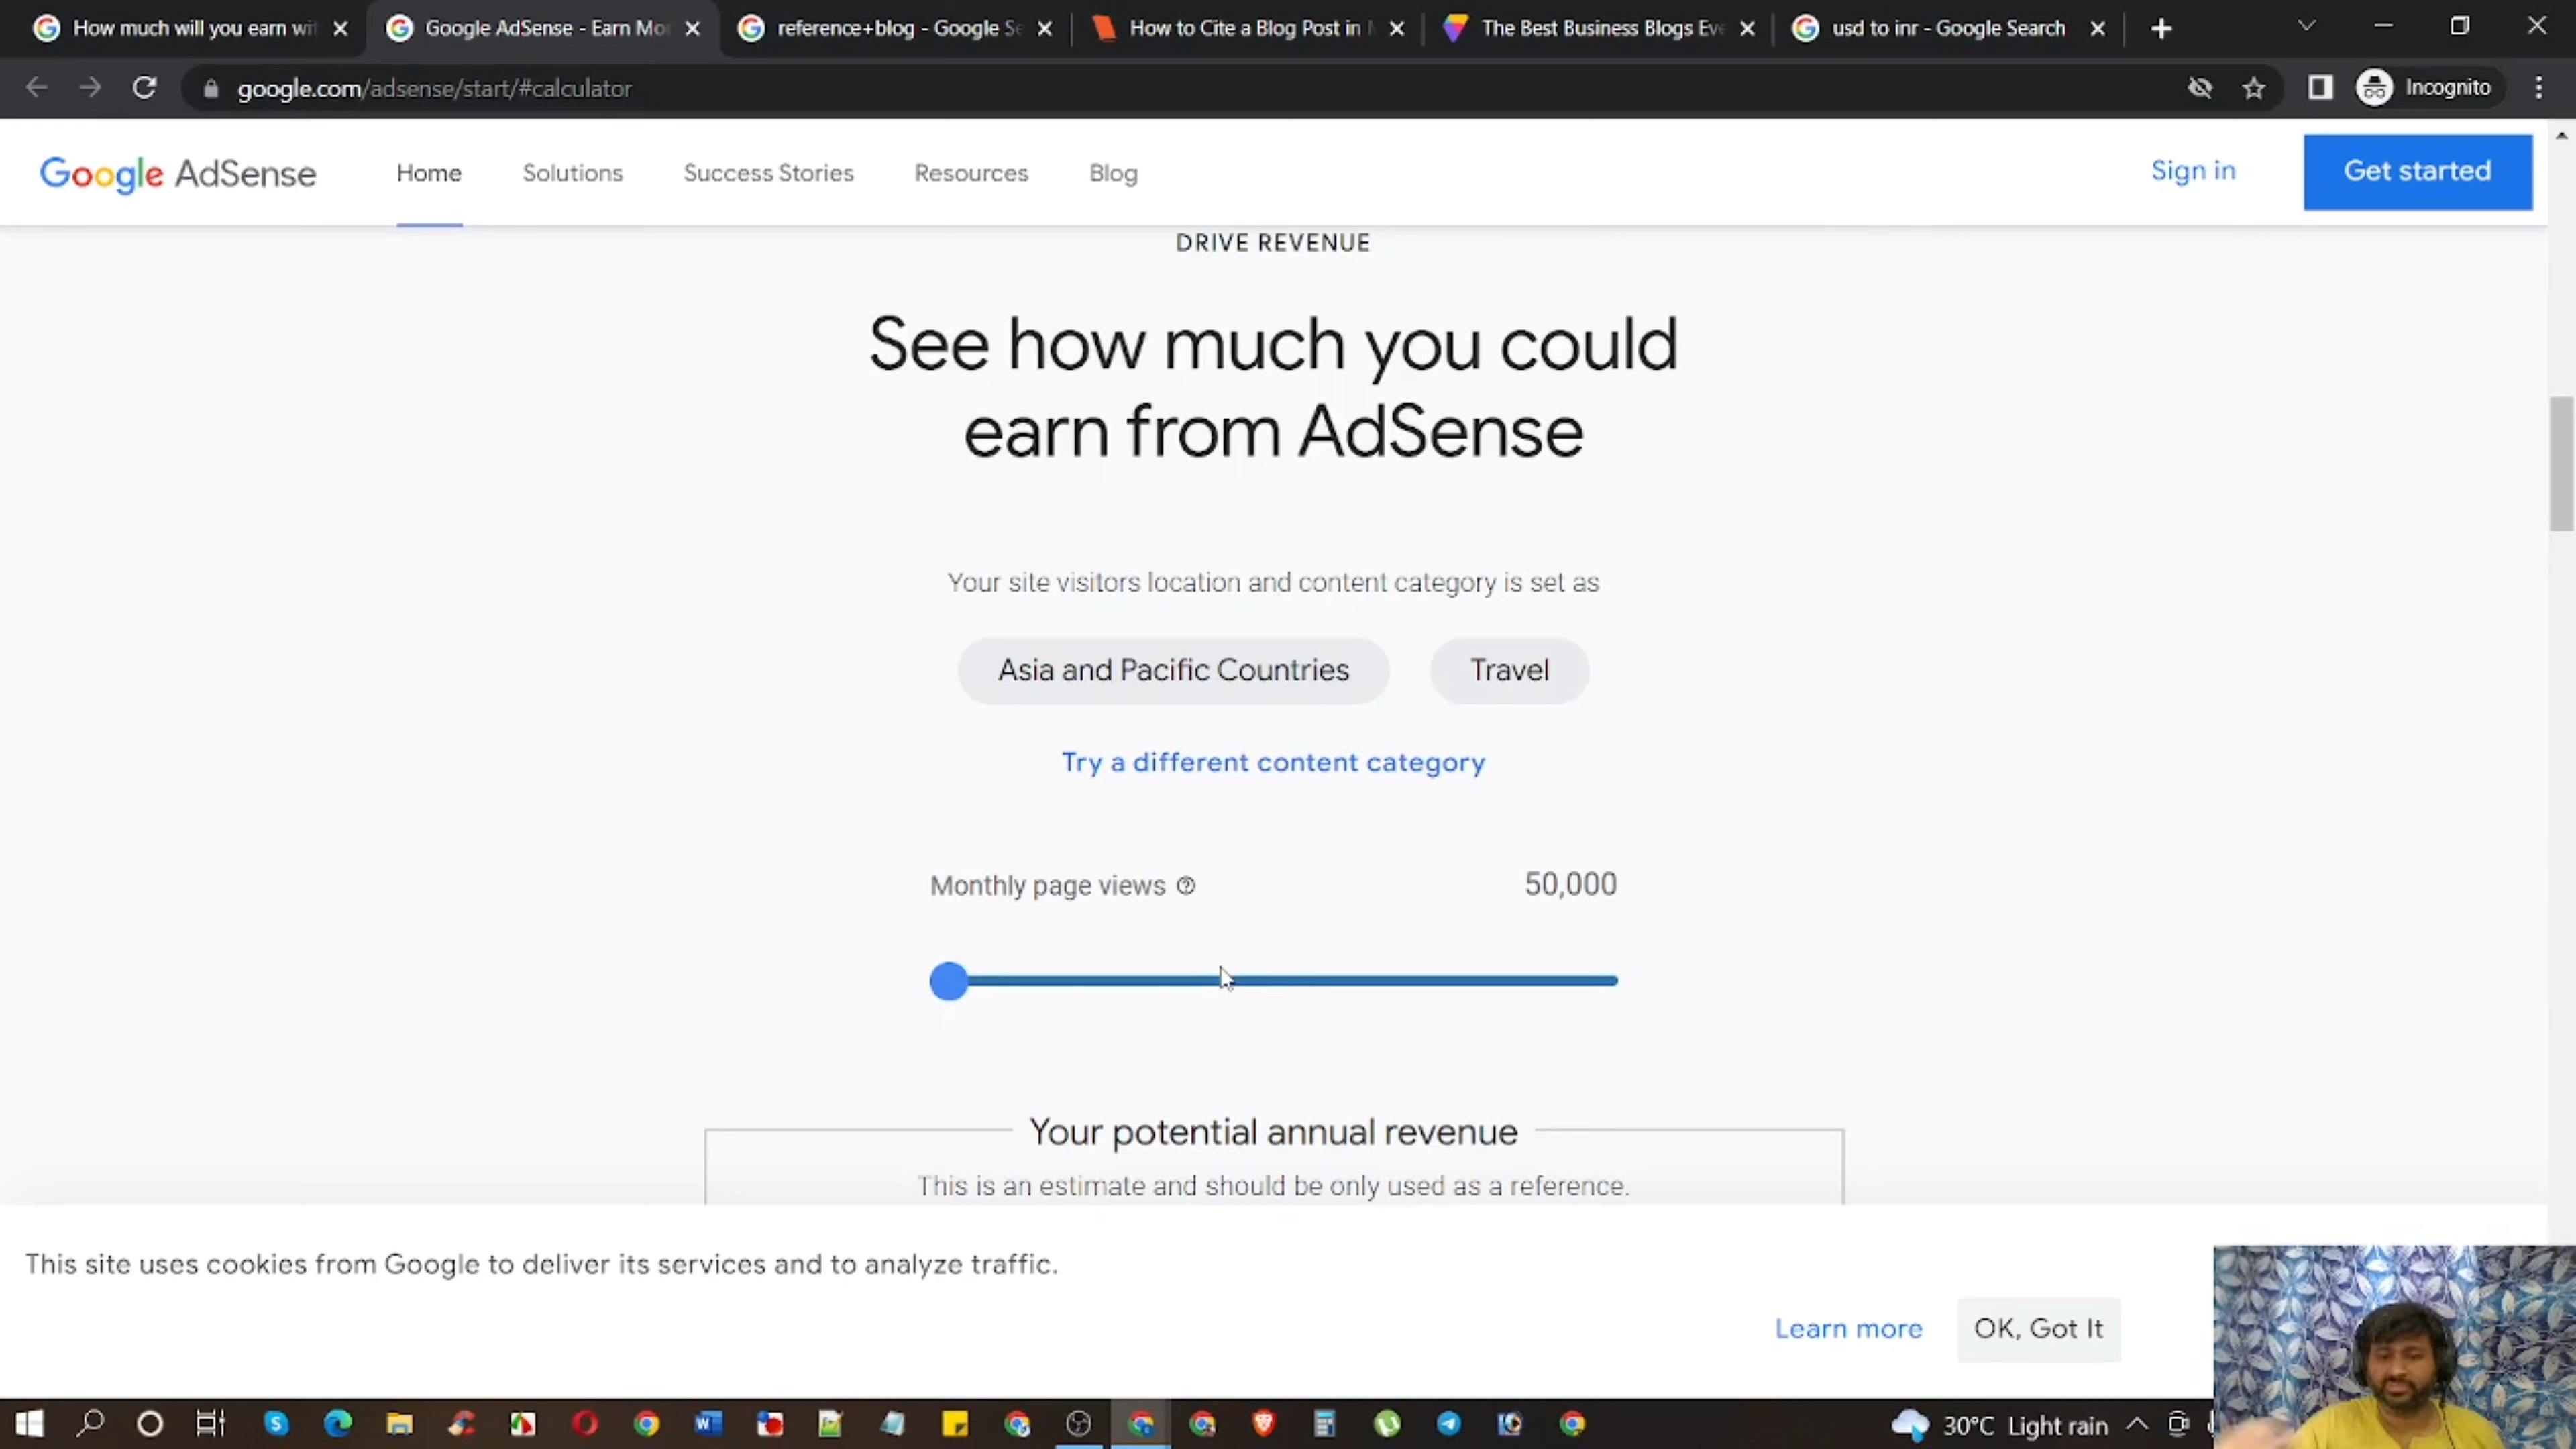 How much will you earn wit
Google AdSense - Earn Mo
reference+blog - Google Se
How to Cite a Blog Post in
The Best Business Blogs Eve
usd to inr - Google Search
google.com/adsense/start/#calculator
Incognito
Google AdSense
Home
Solutions
Success Stories
Resources
Blog
Sign in
Get started
DRIVE REVENUE
See how much you could
earn from AdSense
Your site visitors location and content category is set as
Asia and Pacific Countries
Travel
Try a different content category
Monthly page views
50,000
Your potential annual revenue
This is an estimate and should be only used as a reference.
This site uses cookies from Google to deliver its services and to analyze traffic.
Learn more
OK, Got It
30°C Light rain